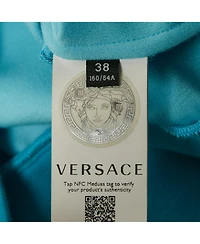 38
160/84A
VERSACE
Tap NFC Medusa tag to verify
your product's authenticity